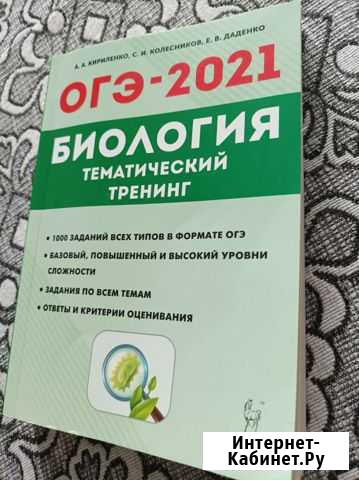 А. А. КИРИЛЕНКО, С. И. КОЛЕСНИКОВ, Е. В. ДАДЕНКО
ОГЭ-2021
БИОЛОГИЯ
ТЕМАТИЧЕСКИЙ
ТРЕНИНГ
• 1000 ЗАДАНИЙ ВСЕХ ТИПОВ В ФОРМАТЕ ОГЭ
• БАЗОВЫЙ, ПОВЫШЕННЫЙ И ВЫСОКИЙ УРОВНИ
СЛОЖНОСТИ
• ЗАДАНИЯ ПО ВСЕМ ТЕМАМ
• ОТВЕТЫ И КРИТЕРИИ ОЦЕНИВАНИЯ
Интернет-
Кабинет.Ру